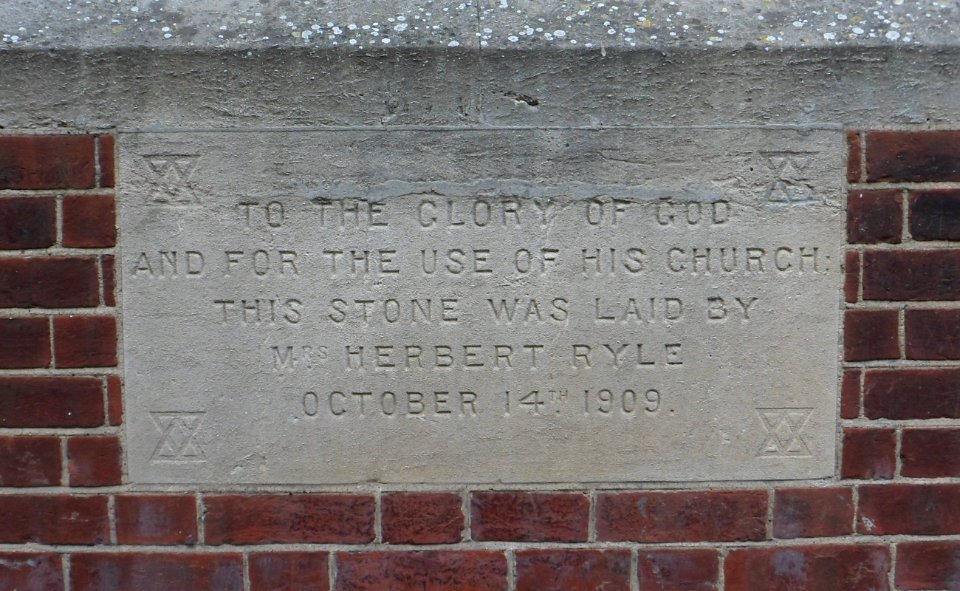 TO THE GLORY OF GOD
AND FOR THE USE OF HIS CHURCH:
THIS STONE WAS LAID BY
MRS HERBERT RYLE
OCTOBER 14TH 1909.